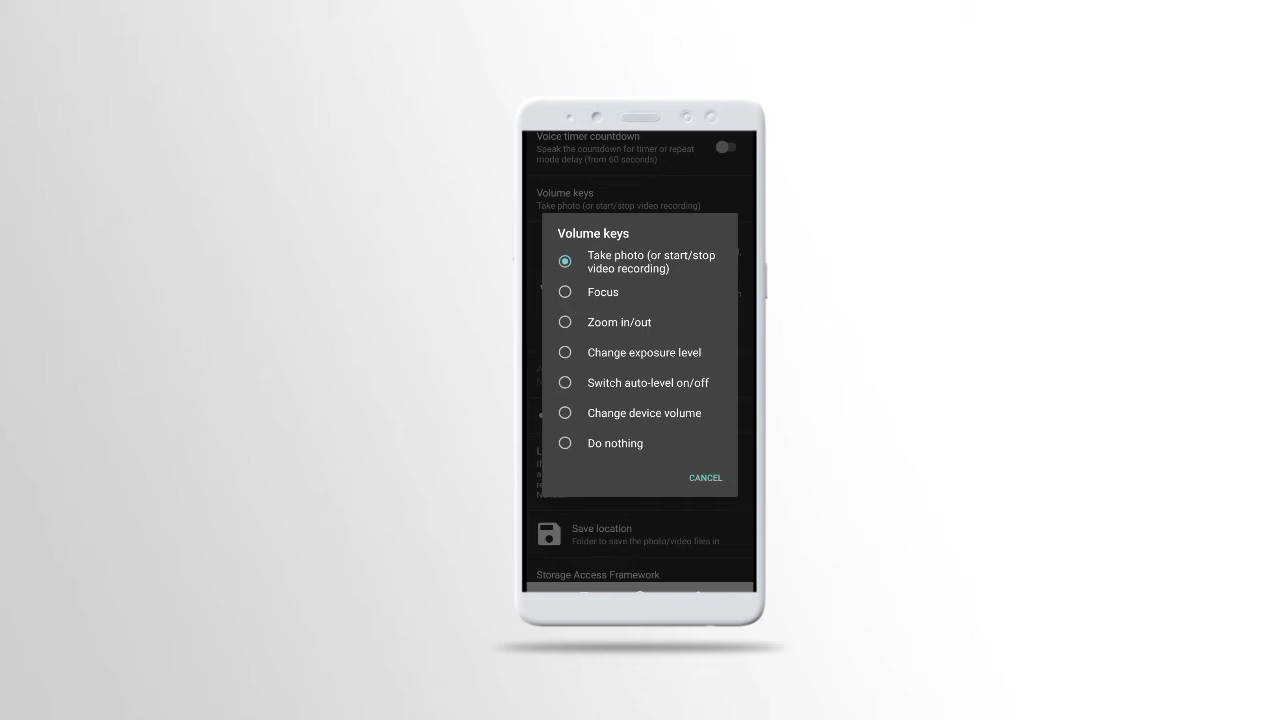 Voice timer countdown
Speak the countdown for timer or repeat
mode delay (from 60 seconds)
Volume keys
Take photo (or start/stop video recording)
Volume keys
Take photo (or start/stop
video recording)
Focus
Zoom in/out
Change exposure level
Switch auto-level on/off
Change device volume
Do nothing
CANCEL
Save location
Folder to save the photo/video files in
Storage Access Framework